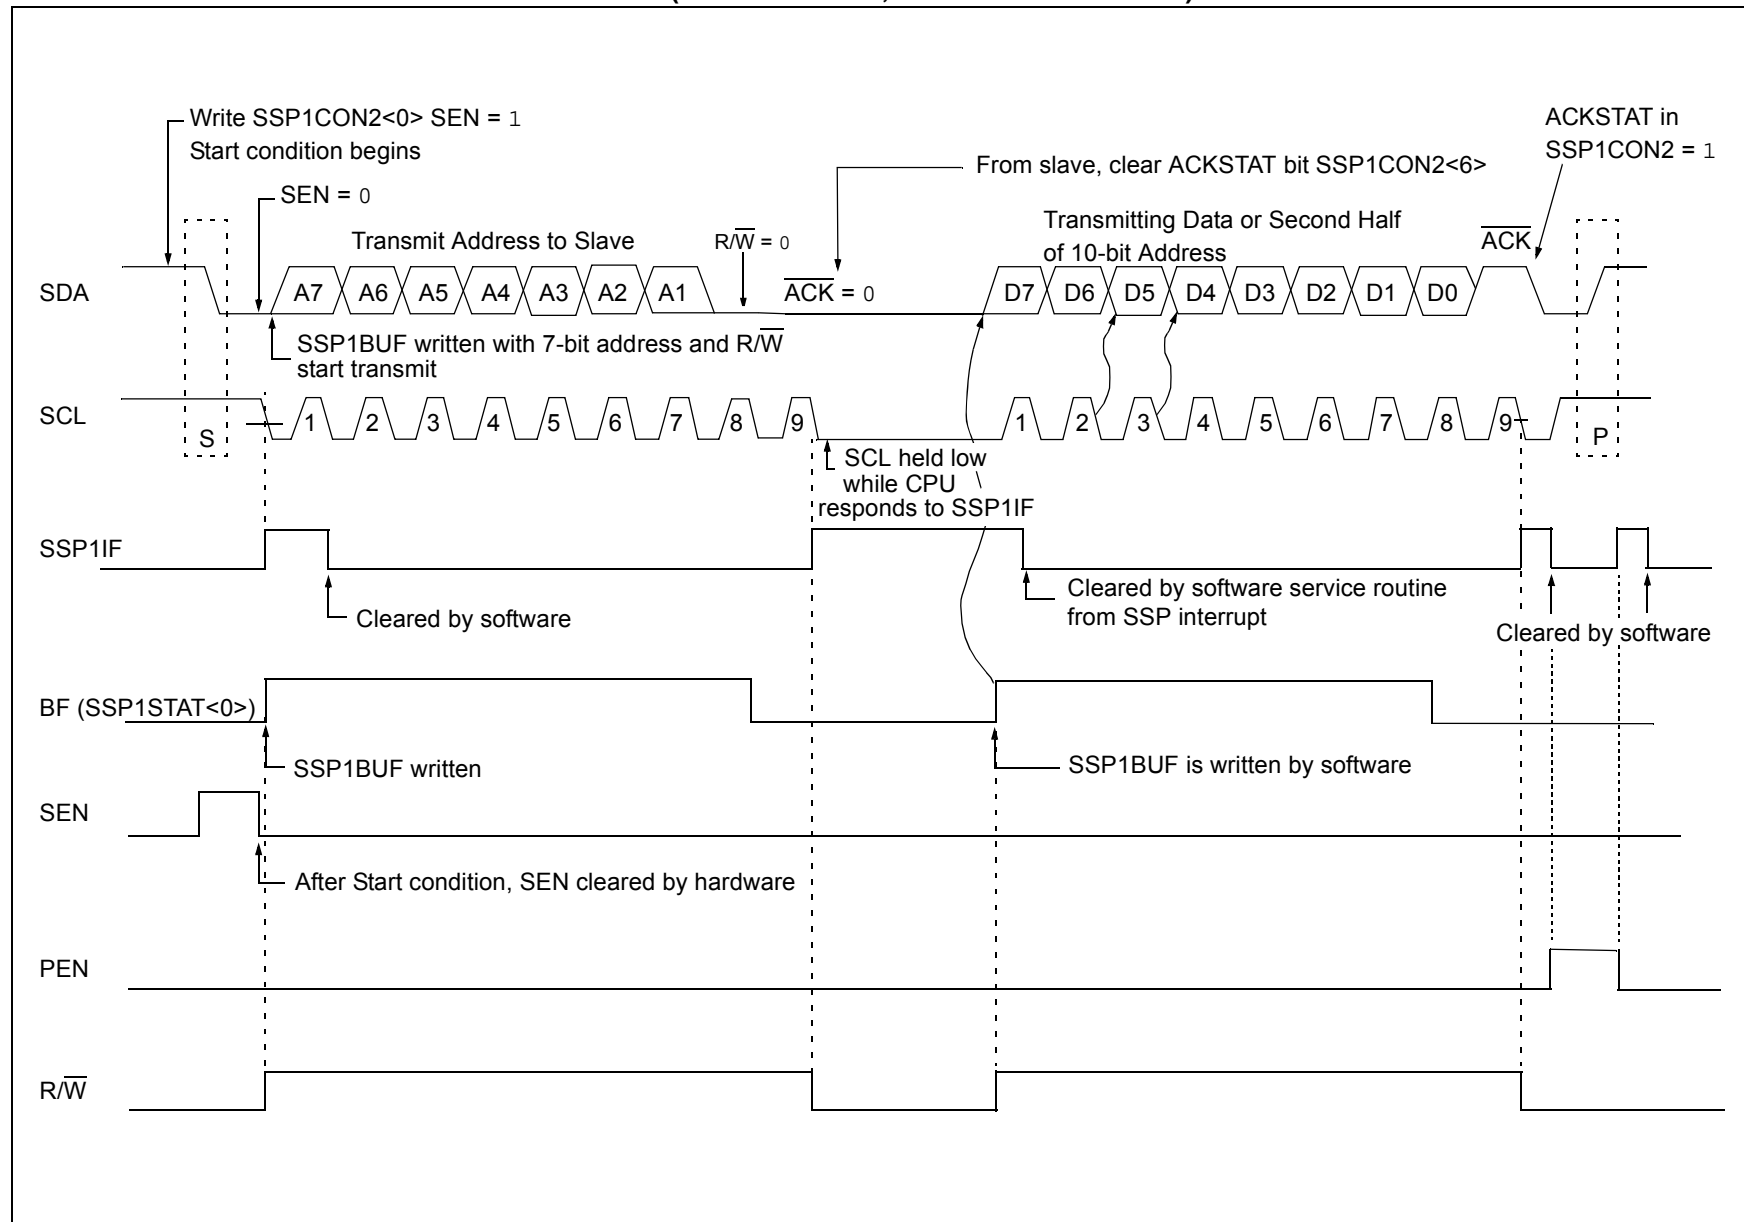 Write SSP1CON2<0> SEN = 1
Start condition begins
SEN = 0
From slave, clear ACKSTAT bit SSP1CON2<6>
ACKSTAT in
SSP1CON2 = 1
Transmit Address to Slave
R/W̅ = 0
Transmitting Data or Second Half
of 10-bit Address
A̅C̅K̅
SDA
A7 A6 A5 A4 A3 A2 A1
A̅C̅K̅ = 0
D7 D6 D5 D4 D3 D2 D1 D0
SSP1BUF written with 7-bit address and R/W̅
start transmit
SCL
S
1 2 3 4 5 6 7 8 9
1 2 3 4 5 6 7 8 9
P
SCL held low
while CPU
responds to SSP1IF
SSP1IF
Cleared by software
Cleared by software service routine
from SSP interrupt
Cleared by software
BF (SSP1STAT<0>)
SSP1BUF written
SSP1BUF is written by software
SEN
After Start condition, SEN cleared by hardware
PEN
R/W̅